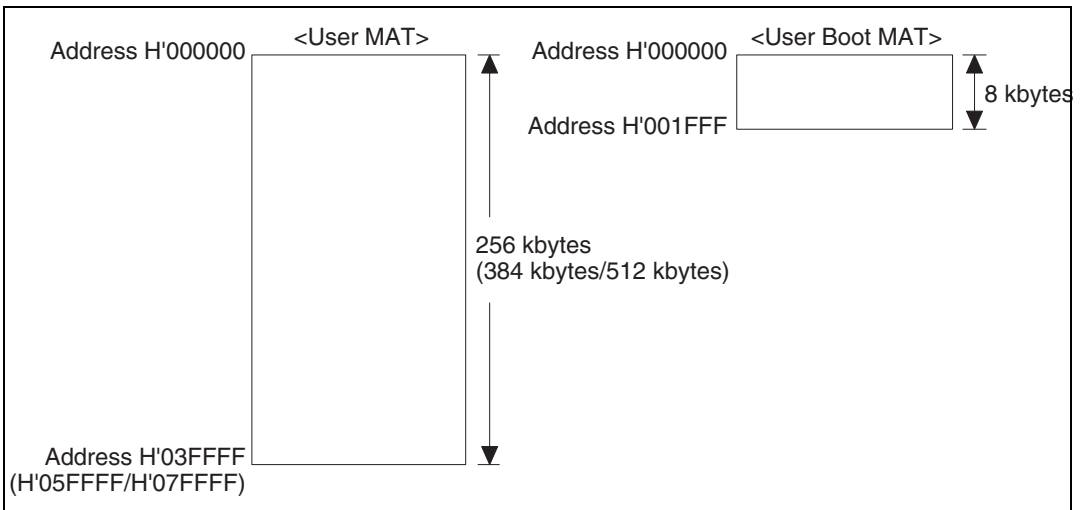 <User MAT>
Address H'000000
256 kbytes
(384 kbytes/512 kbytes)
Address H'03FFFF
(H'05FFFF/H'07FFFF)
<User Boot MAT>
Address H'000000
8 kbytes
Address H'001FFF